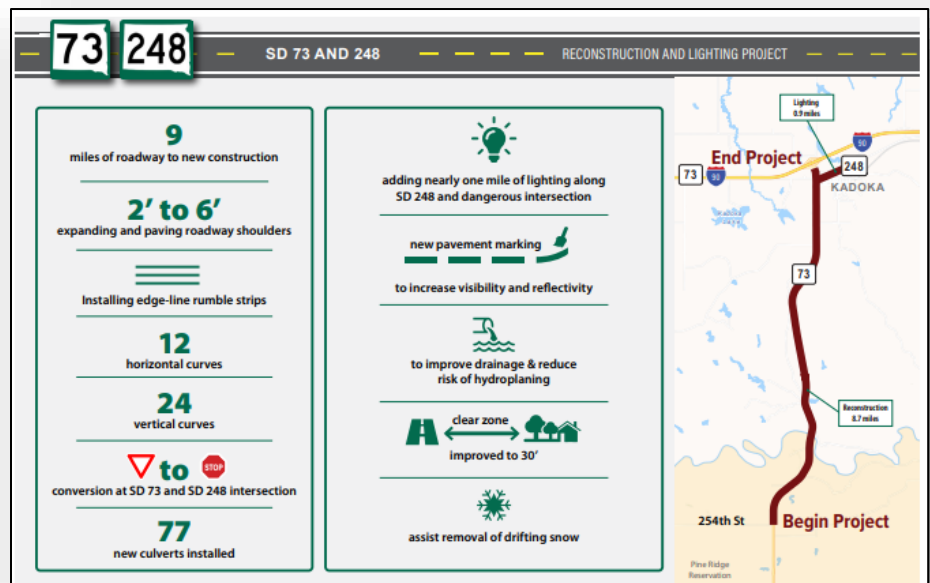 73 248
SD 73 AND 248
RECONSTRUCTION AND LIGHTING PROJECT
9
miles of roadway to new construction
2’ to 6’
expanding and paving roadway shoulders
Installing edge-line rumble strips
12
horizontal curves
24
vertical curves
to STOP
conversion at SD 73 and SD 248 intersection
77
new culverts installed
adding nearly one mile of lighting along
SD 248 and dangerous intersection
new pavement marking
to increase visibility and reflectivity
to improve drainage & reduce
risk of hydroplaning
clear zone
improved to 30’
assist removal of drifting snow
Lighting
0.9 miles
90
End Project
248
73 90
KADOKA
73
Reconstruction
8.7 miles
254th St
Begin Project
Pine Ridge
Reservation